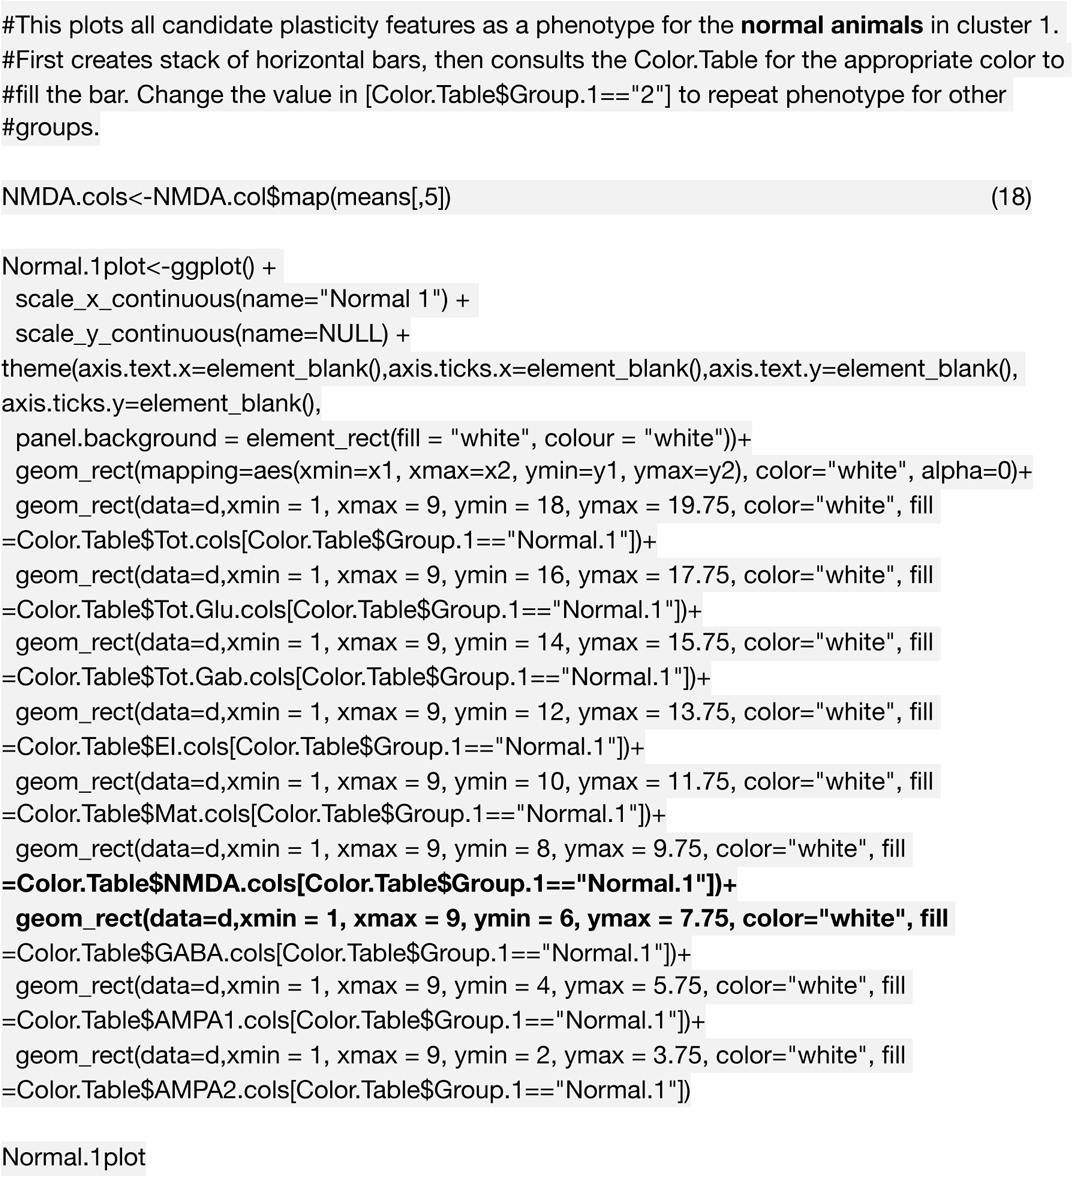 #This plots all candidate plasticity features as a phenotype for the normal animals in cluster 1.
#First creates stack of horizontal bars, then consults the Color.Table for the appropriate color to
#fill the bar. Change the value in [Color.Table$Group.1=="2"] to repeat phenotype for other
#groups.
NMDA.cols<-NMDA.col$map(means[,5]) (18)
Normal.1plot<-ggplot() +
scale_x_continuous(name="Normal 1") +
scale_y_continuous(name=NULL) +
theme(axis.text.x=element_blank(),axis.ticks.x=element_blank(),axis.text.y=element_blank(),
axis.ticks.y=element_blank(),
panel.background = element_rect(fill = "white", colour = "white"))+
geom_rect(mapping=aes(xmin=x1, xmax=x2, ymin=y1, ymax=y2), color="white", alpha=0)+
geom_rect(data=d,xmin = 1, xmax = 9, ymin = 18, ymax = 19.75, color="white", fill
=Color.Table$Tot.cols[Color.Table$Group.1=="Normal.1"])+
geom_rect(data=d,xmin = 1, xmax = 9, ymin = 16, ymax = 17.75, color="white", fill
=Color.Table$Tot.Glu.cols[Color.Table$Group.1=="Normal.1"])+
geom_rect(data=d,xmin = 1, xmax = 9, ymin = 14, ymax = 15.75, color="white", fill
=Color.Table$Tot.Gab.cols[Color.Table$Group.1=="Normal.1"])+
geom_rect(data=d,xmin = 1, xmax = 9, ymin = 12, ymax = 13.75, color="white", fill
=Color.Table$EI.cols[Color.Table$Group.1=="Normal.1"])+
geom_rect(data=d,xmin = 1, xmax = 9, ymin = 10, ymax = 11.75, color="white", fill
=Color.Table$Mat.cols[Color.Table$Group.1=="Normal.1"])+
geom_rect(data=d,xmin = 1, xmax = 9, ymin = 8, ymax = 9.75, color="white", fill
=Color.Table$NMDA.cols[Color.Table$Group.1=="Normal.1"])+
geom_rect(data=d,xmin = 1, xmax = 9, ymin = 6, ymax = 7.75, color="white", fill
=Color.Table$GABA.cols[Color.Table$Group.1=="Normal.1"])+
geom_rect(data=d,xmin = 1, xmax = 9, ymin = 4, ymax = 5.75, color="white", fill
=Color.Table$AMPA1.cols[Color.Table$Group.1=="Normal.1"])+
geom_rect(data=d,xmin = 1, xmax = 9, ymin = 2, ymax = 3.75, color="white", fill
=Color.Table$AMPA2.cols[Color.Table$Group.1=="Normal.1"])
Normal.1plot